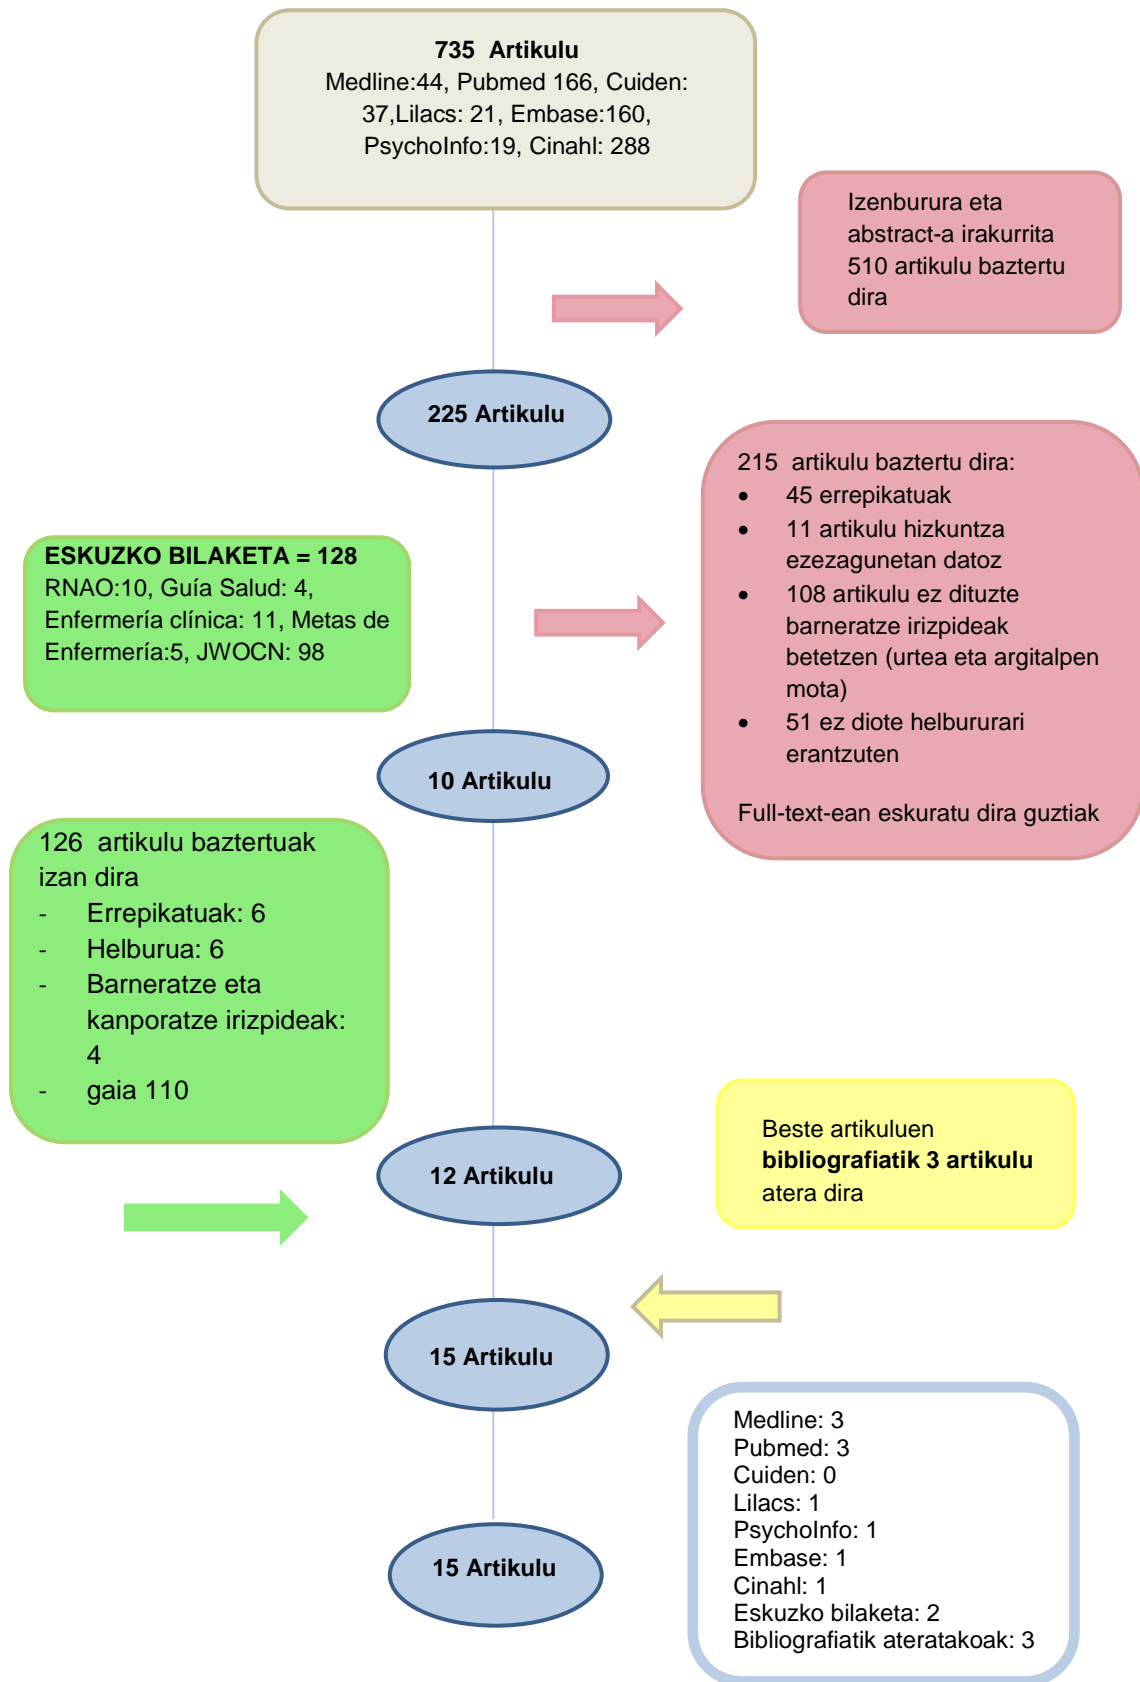 735 Artikulu
Medline:44, Pubmed 166, Cuiden:
37,Lilacs: 21, Embase:160,
PsychoInfo:19, Cinahl: 288
Izenburura eta
abstract-a irakurrita
510 artikulu baztertu
dira
225 Artikulu
215 artikulu baztertu dira:
• 45 errepikatuak
• 11 artikulu hizkuntza
ezezagunetan datoz
• 108 artikulu ez dituzte
barneratze irizpideak
betetzen (urtea eta argitalpen
mota)
• 51 ez diote helbururari
erantzuten
Full-text-ean eskuratu dira guztiak
ESKUZKO BILAKETA = 128
RNAO:10, Guía Salud: 4,
Enfermería clínica: 11, Metas de
Enfermería:5, JWOCN: 98
10 Artikulu
126 artikulu baztertuak
izan dira
- Errepikatuak: 6
- Helburua: 6
- Barneratze eta
kanporatze irizpideak:
4
- gaia 110
Beste artikuluen
bibliografiatik 3 artikulu
atera dira
12 Artikulu
15 Artikulu
Medline: 3
Pubmed: 3
Cuiden: 0
Lilacs: 1
PsychoInfo: 1
Embase: 1
Cinahl: 1
Eskuzko bilaketa: 2
Bibliografiatik ateratakoak: 3
15 Artikulu